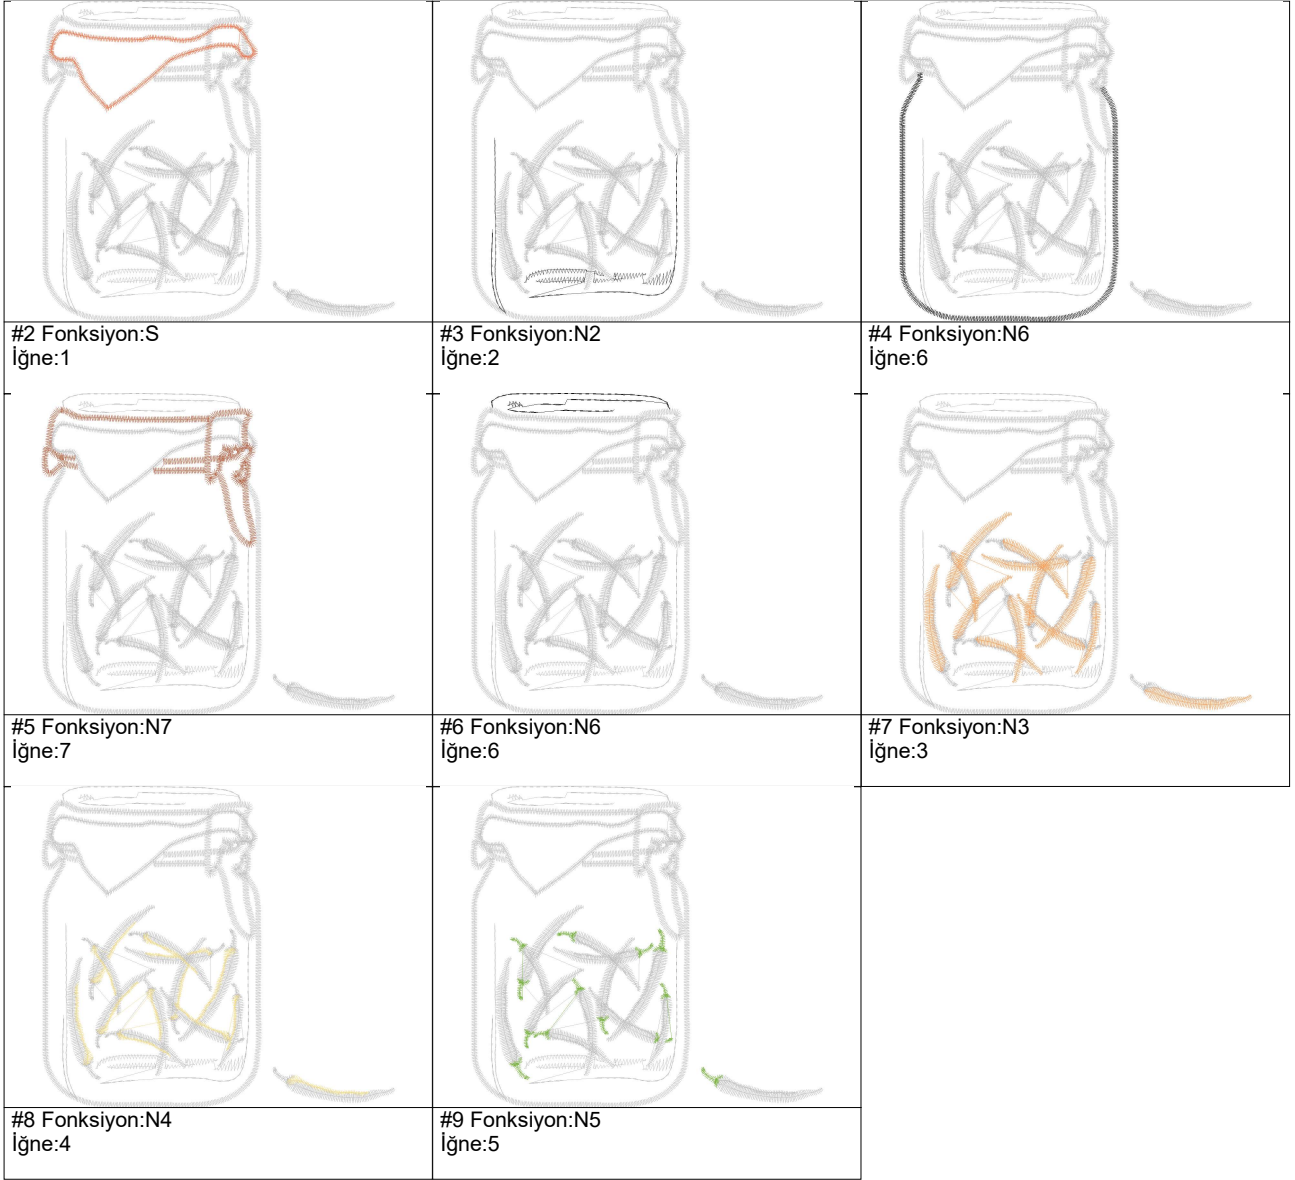 #2 Fonksiyon:S
İğne:1
#3 Fonksiyon:N2
İğne:2
#4 Fonksiyon:N6
İğne:6
#5 Fonksiyon:N7
İğne:7
#6 Fonksiyon:N6
İğne:6
#7 Fonksiyon:N3
İğne:3
#8 Fonksiyon:N4
İğne:4
#9 Fonksiyon:N5
İğne:5